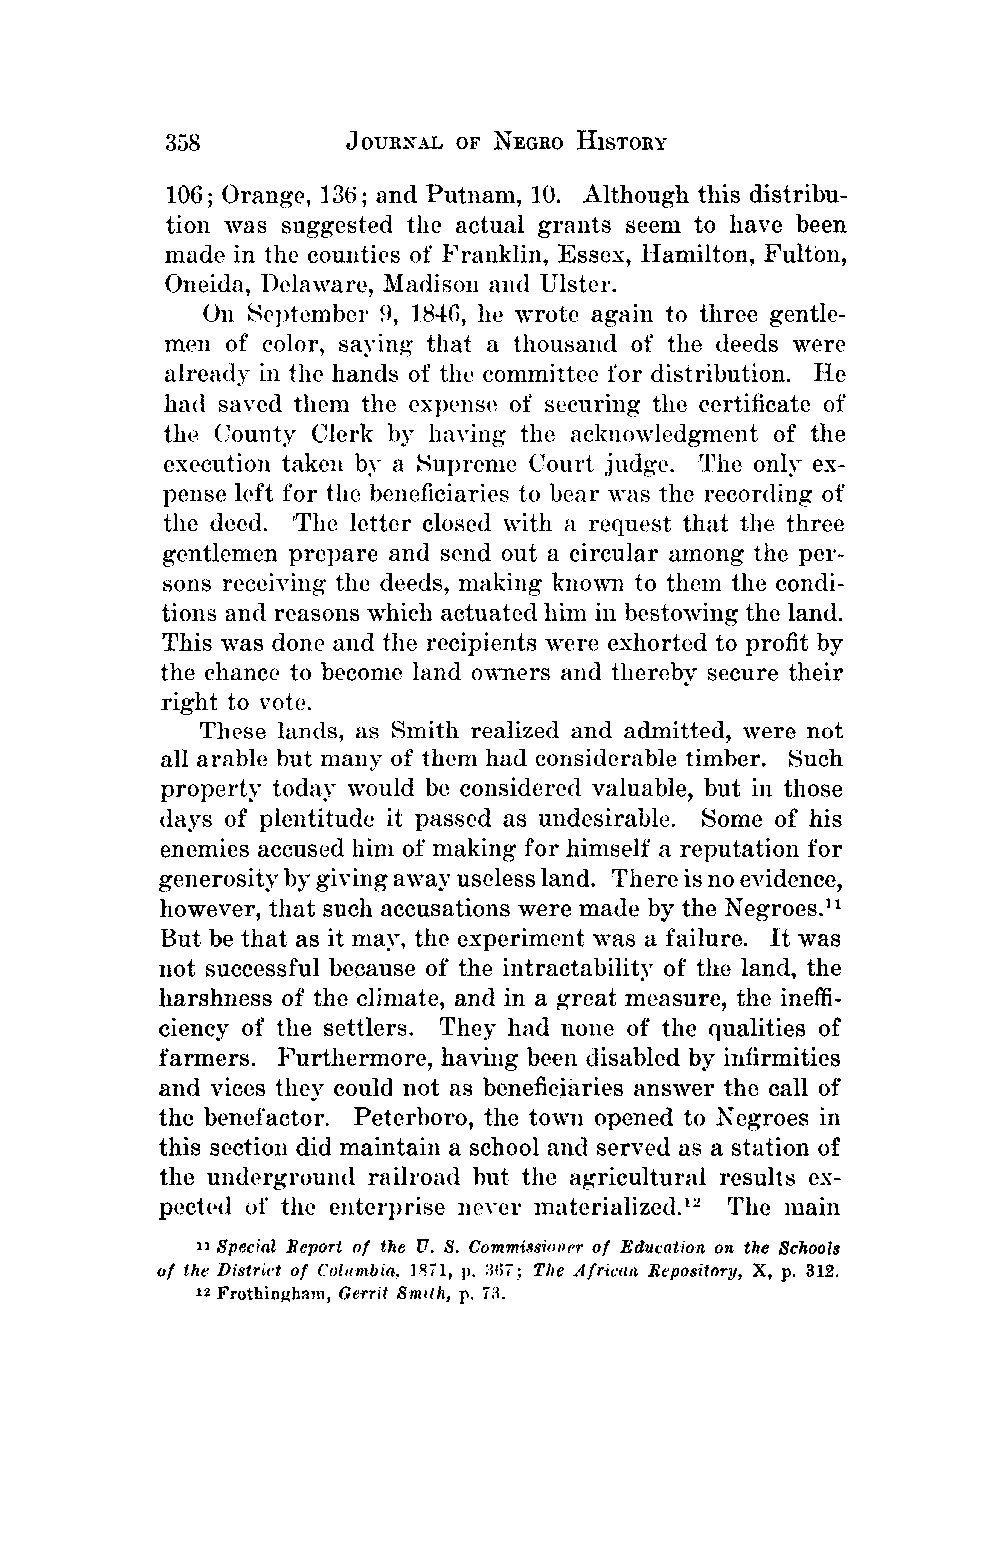 358 JOURNAL OF NEGRO HISTORY
106; Orange, 136; and Putnam, 10. Although this distribu-
tion was suggested the actual grants seem to have been
made in the counties of Franklin, Essex, Hamilton, Fulton,
Oneida, Delaware, Madison and Ulster.
On September 9, 1846, he wrote again to three gentle-
men of color, saying that a thousand of the deeds were
already in the hands of the committee for distribution. He
had saved them the expense of securing the certificate of
the County Clerk by having the acknowledgment of the
execution taken by a Supreme Court judge. The only ex-
pense left for the beneficiaries to bear was the recording of
the deed. The letter closed with a request that the three
gentlemen prepare and send out a circular among the per-
sons receiving the deeds, making known to them the condi-
tions and reasons which actuated him in bestowing the land.
This was done and the recipients were exhorted to profit by
the chance to become land owners and thereby secure their
right to vote.
These lands, as Smith realized and admitted, were not
all arable but many of them had considerable timber. Such
property today would be considered valuable, but in those
days of plentitude it passed as undesirable. Some of his
enemies accused him of making for himself a reputation for
generosity by giving away useless land. There is no evidence,
however, that such accusations were made by the Negroes.¹¹
But be that as it may, the experiment was a failure. It was
not successful because of the intractability of the land, the
harshness of the climate, and in a great measure, the ineffi-
ciency of the settlers. They had none of the qualities of
farmers. Furthermore, having been disabled by infirmities
and vices they could not as beneficiaries answer the call of
the benefactor. Peterboro, the town opened to Negroes in
this section did maintain a school and served as a station of
the underground railroad but the agricultural results ex-
pected of the enterprise never materialized.¹² The main
¹¹ Special Report of the U. S. Commissioner of Education on the Schools
of the District of Columbia, 1871, p. 367; The African Repository, X, p. 312.
¹² Frothingham, Gerrit Smith, p. 73.